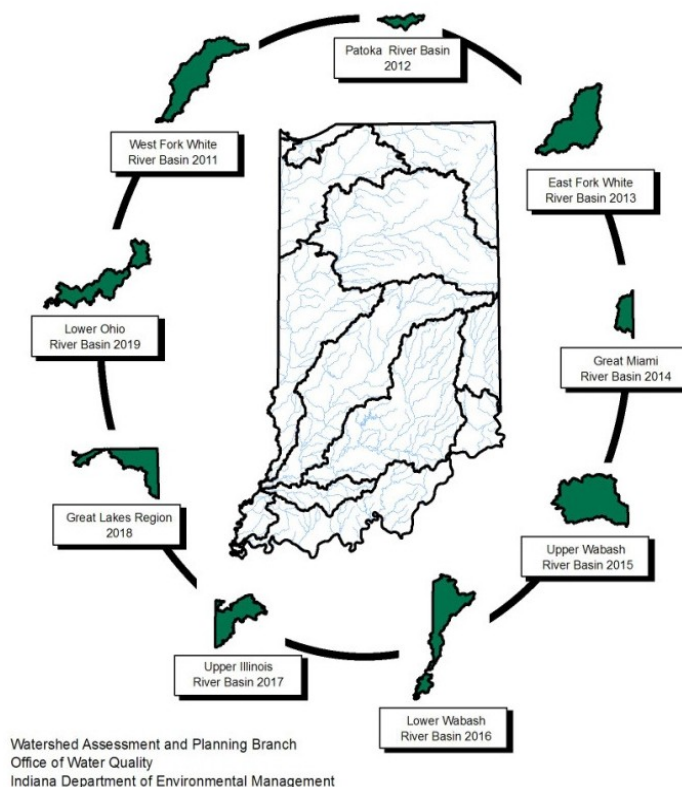 Patoka River Basin
2012
West Fork White
River Basin 2011
East Fork White
River Basin 2013
Lower Ohio
River Basin 2019
Great Miami
River Basin 2014
Great Lakes Region
2018
Upper Wabash
River Basin 2015
Upper Illinois
River Basin 2017
Lower Wabash
River Basin 2016
Watershed Assessment and Planning Branch
Office of Water Quality
Indiana Department of Environmental Management